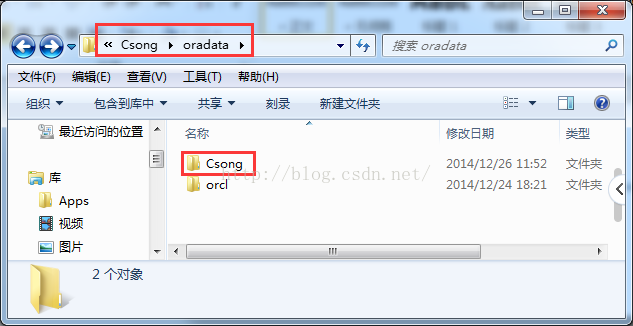 « Csong ▸ oradata ▸
搜索 oradata
文件(F) 编辑(E) 查看(V) 工具(T) 帮助(H)
组织 包含到库中 共享 刻录 新建文件夹
最近访问的位置
库
Apps
视频
图片
名称 修改日期 类型
Csong 2014/12/26 11:52 文件夹
orcl 2014/12/24 18:21 文件夹
http://blog.csdn.net/
2 个对象